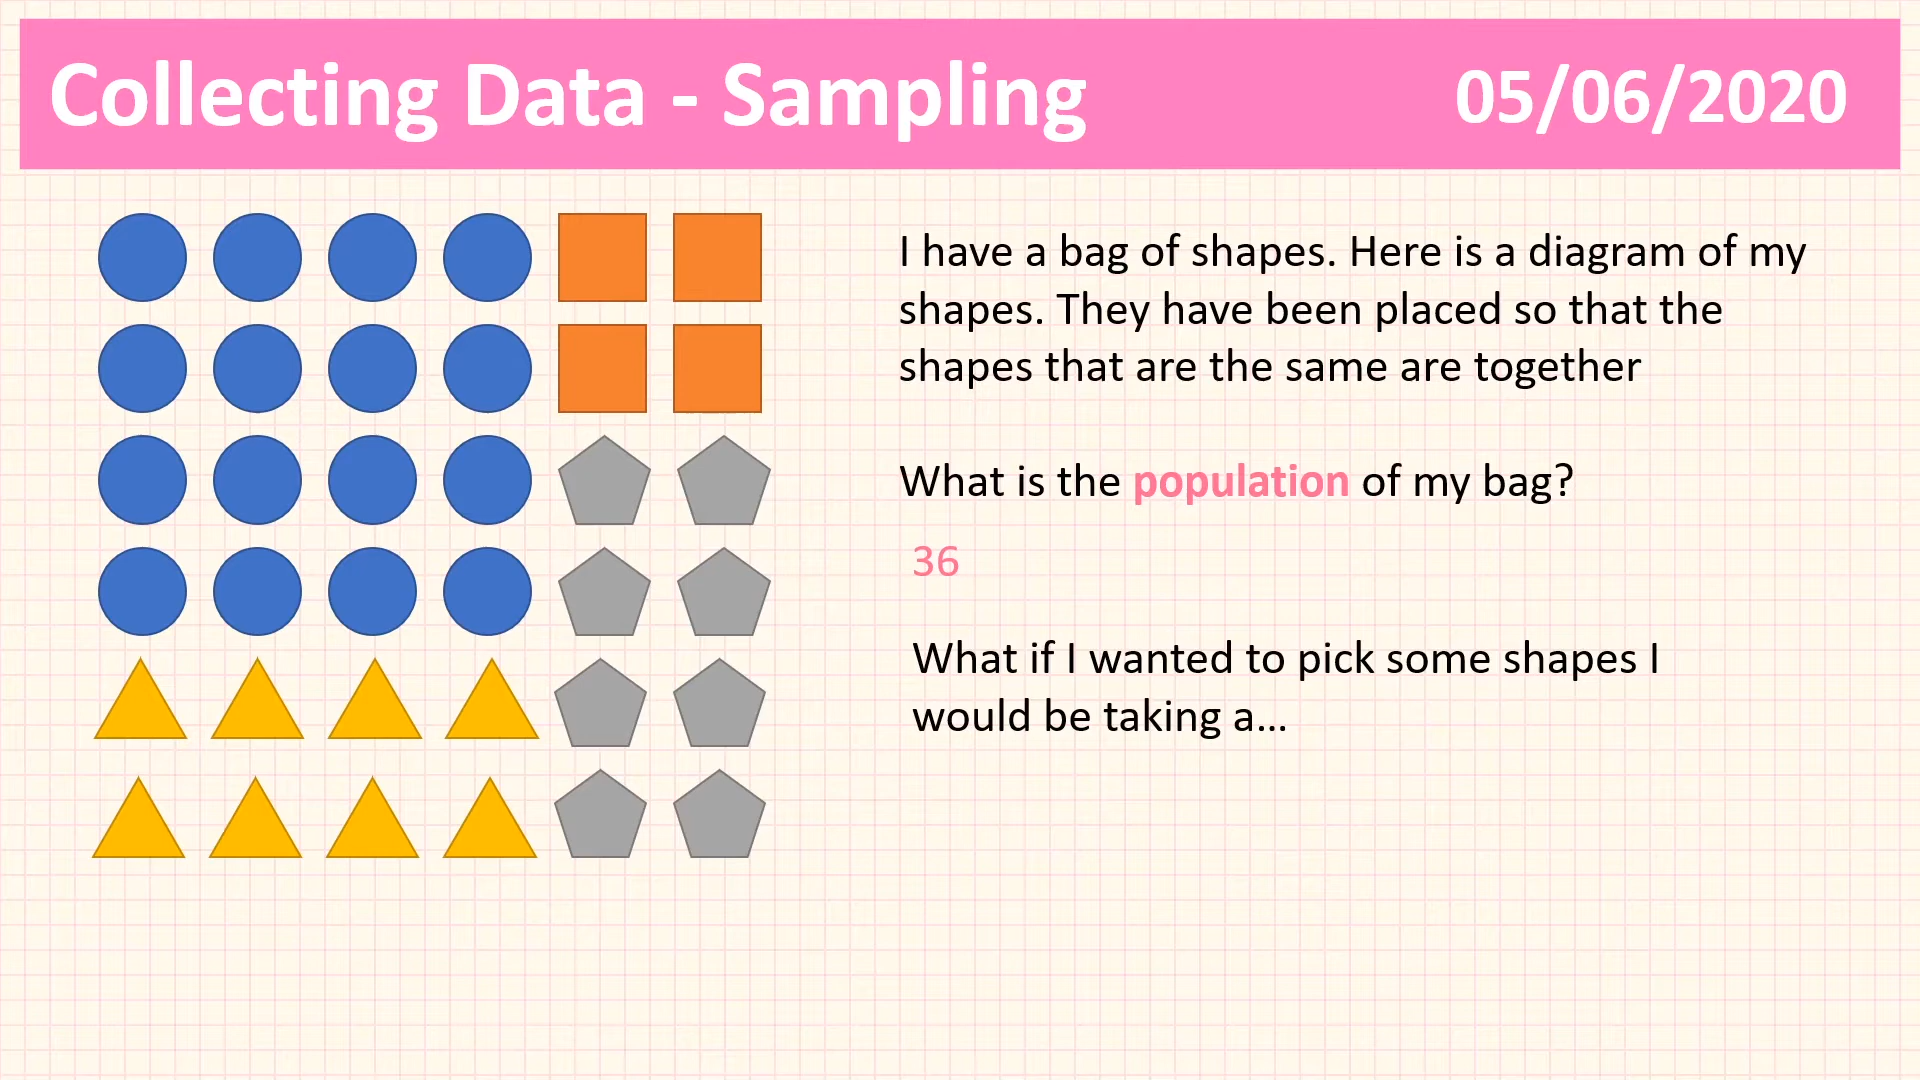 Collecting Data - Sampling
05/06/2020
I have a bag of shapes. Here is a diagram of my
shapes. They have been placed so that the
shapes that are the same are together
What is the population of my bag?
36
What if I wanted to pick some shapes I
would be taking a...